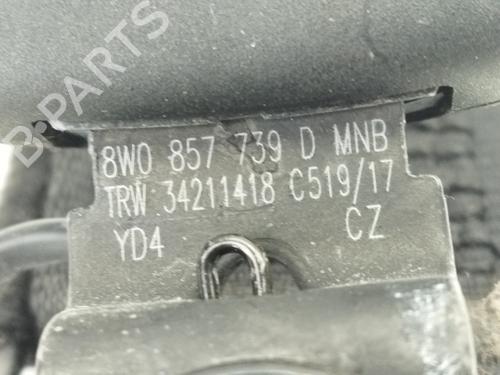 B-PARTS
8W0 857 739 D MNB
TRW 34211418 C519/17
YD4 CZ